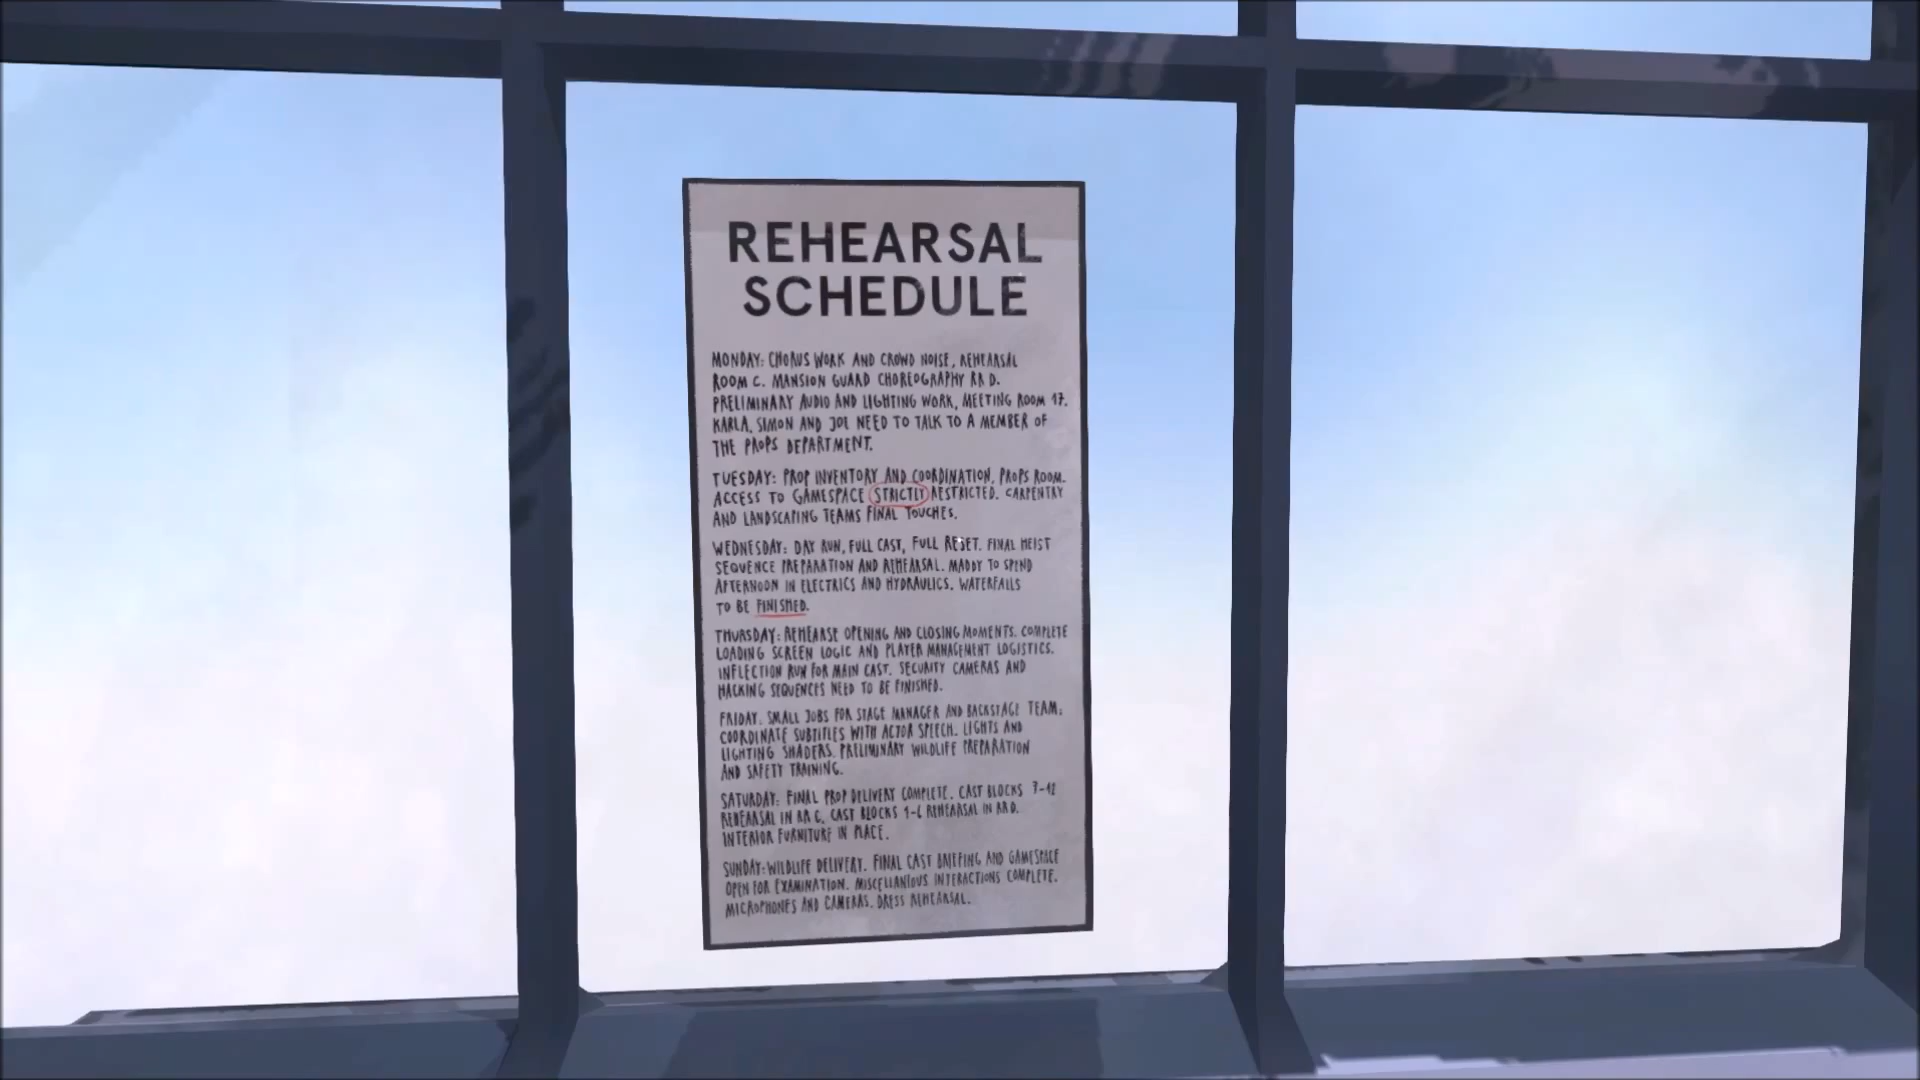 REHEARSAL
SCHEDULE
MONDAY: CHORUS WORK AND CROWD NOISE, REHEARSAL
ROOM C. MANSION GUARD CHOREOGRAPHY RR D.
PRELIMINARY AUDIO AND LIGHTING WORK, MEETING ROOM 17.
KARLA, SIMON AND JOE NEED TO TALK TO A MEMBER OF
THE PROPS DEPARTMENT.
TUESDAY: PROP INVENTORY AND COORDINATION, PROPS ROOM.
ACCESS TO GAMESPACE STRICTLY RESTRICTED. CARPENTRY
AND LANDSCAPING TEAMS FINAL TOUCHES.
WEDNESDAY: DAY RUN, FULL CAST, FULL RESET. FINAL HEIST
SEQUENCE PREPARATION AND REHEARSAL. MADDY TO SPEND
AFTERNOON IN ELECTRICS AND HYDRAULICS. WATERFALLS
TO BE FINISHED.
THURSDAY: REHEARSE OPENING AND CLOSING MOMENTS. COMPLETE
LOADING SCREEN LOGIC AND PLAYER MANAGEMENT LOGISTICS.
INFLECTION RUN FOR MAIN CAST. SECURITY CAMERAS AND
HACKING SEQUENCES NEED TO BE FINISHED.
FRIDAY. SMALL JOBS FOR STAGE MANAGER AND BACKSTAGE TEAM.
COORDINATE SUBTITLES WITH ACTOR SPEECH. LIGHTS AND
LIGHTING SHADERS. PRELIMINARY WILDLIFE PREPARATION
AND SAFETY TRAINING.
SATURDAY: FINAL PROP DELIVERY COMPLETE. CAST BLOCKS 7-12
REHEARSAL IN RR C. CAST BLOCKS 1-6 REHEARSAL IN RR D.
INTERIOR FURNITURE IN PLACE.
SUNDAY: WILDLIFE DELIVERY. FINAL CAST BRIEFING AND GAMESPACE
OPEN FOR EXAMINATION. MISCELLANIOUS INTERACTIONS COMPLETE.
MICROPHONES AND CAMERAS. DRESS REHEARSAL.